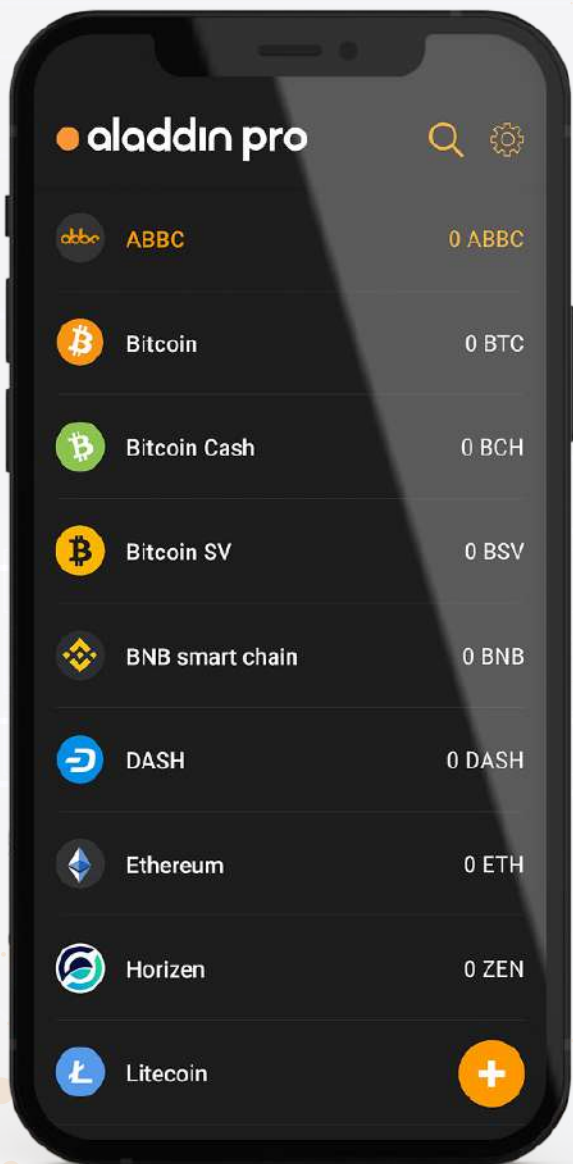 aladdin pro
abbc ABBC 0 ABBC
Bitcoin 0 BTC
Bitcoin Cash 0 BCH
Bitcoin SV 0 BSV
BNB smart chain 0 BNB
DASH 0 DASH
Ethereum 0 ETH
Horizen 0 ZEN
Litecoin